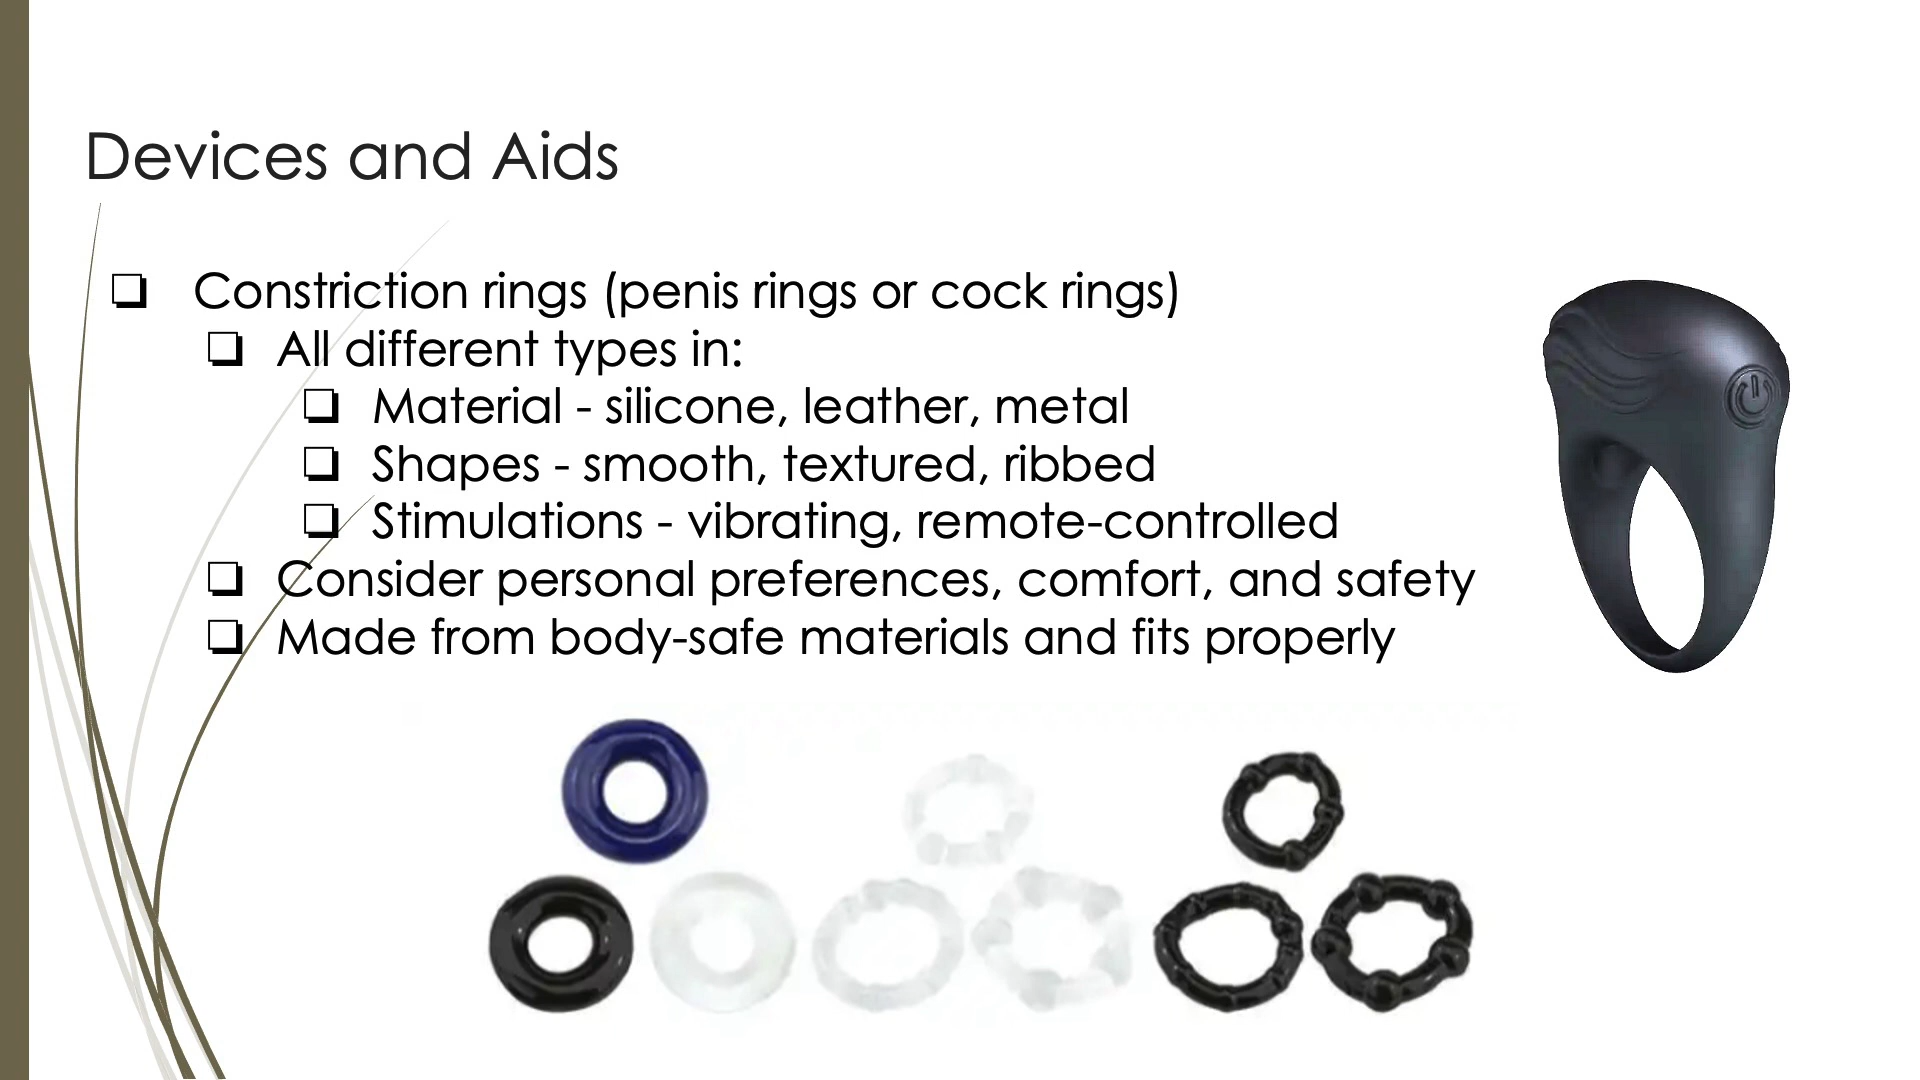 Devices and Aids
❏ Constriction rings (penis rings or cock rings)
❏ All different types in:
❏ Material - silicone, leather, metal
❏ Shapes - smooth, textured, ribbed
❏ Stimulations - vibrating, remote-controlled
❏ Consider personal preferences, comfort, and safety
❏ Made from body-safe materials and fits properly